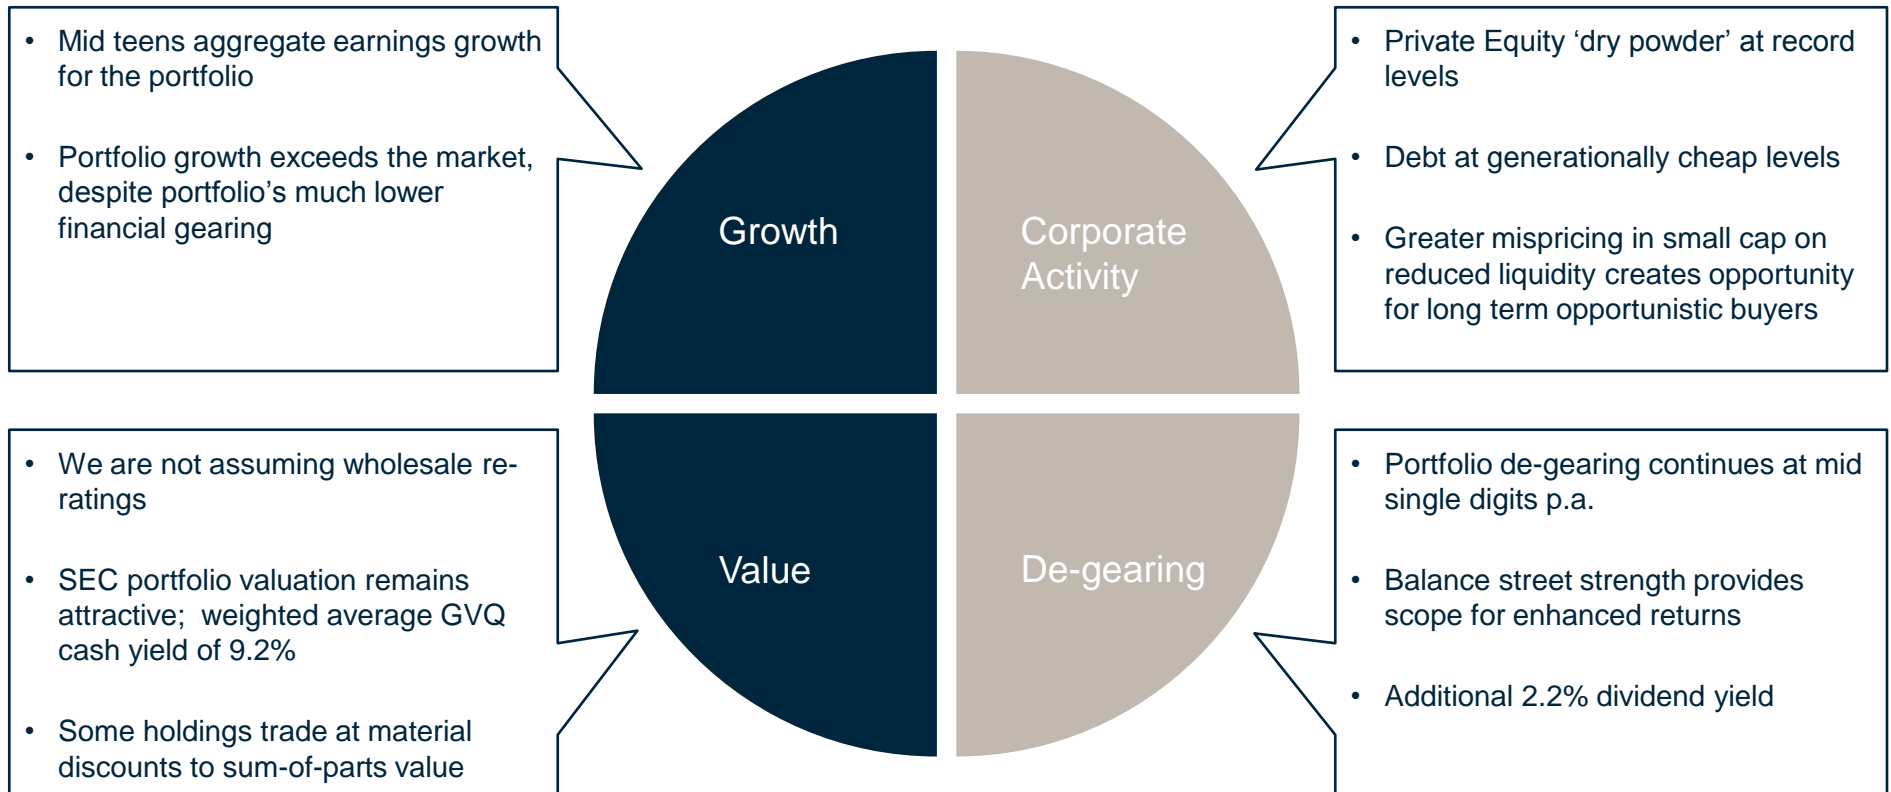 • Mid teens aggregate earnings growth
for the portfolio
• Portfolio growth exceeds the market,
despite portfolio’s much lower
financial gearing
Growth
Corporate
Activity
• Private Equity ‘dry powder’ at record
levels
• Debt at generationally cheap levels
• Greater mispricing in small cap on
reduced liquidity creates opportunity
for long term opportunistic buyers
• We are not assuming wholesale re-
ratings
• SEC portfolio valuation remains
attractive;  weighted average GVQ
cash yield of 9.2%
• Some holdings trade at material
discounts to sum-of-parts value
Value
De-gearing
• Portfolio de-gearing continues at mid
single digits p.a.
• Balance street strength provides
scope for enhanced returns
• Additional 2.2% dividend yield